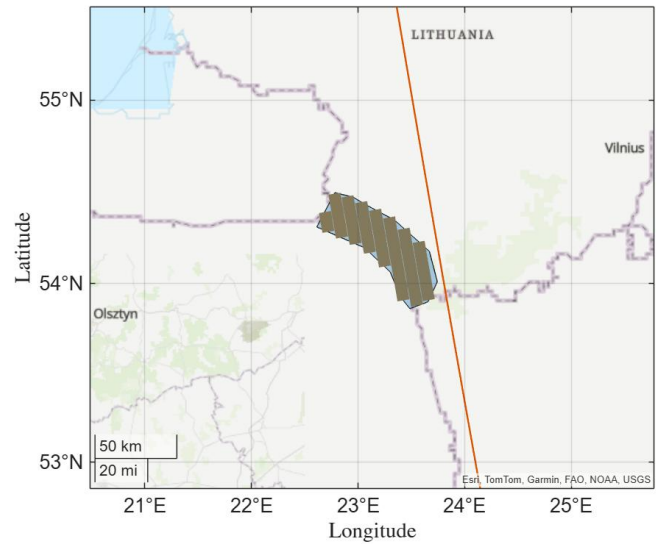 LITHUANIA
55°N
Vilnius
Latitude
54°N
Olsztyn
50 km
20 mi
53°N
Esri, TomTom, Garmin, FAO, NOAA, USGS
21°E 22°E 23°E 24°E 25°E
Longitude